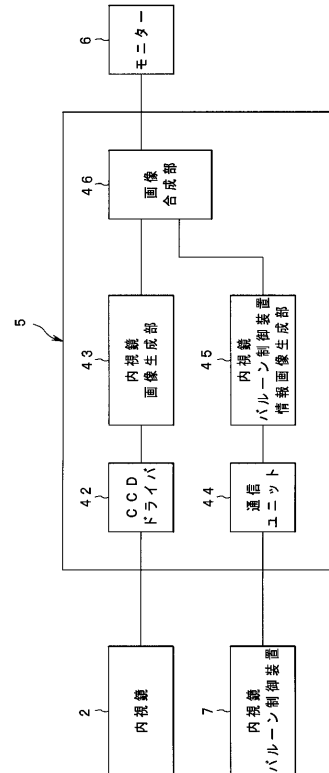 5
2
内視鏡
42
CCD
ドライバ
43
内視鏡
画像生成部
46
画像
合成部
6
モニター
7
内視鏡
バルーン制御装置
44
通信
ユニット
45
内視鏡
バルーン制御装置
情報画像生成部